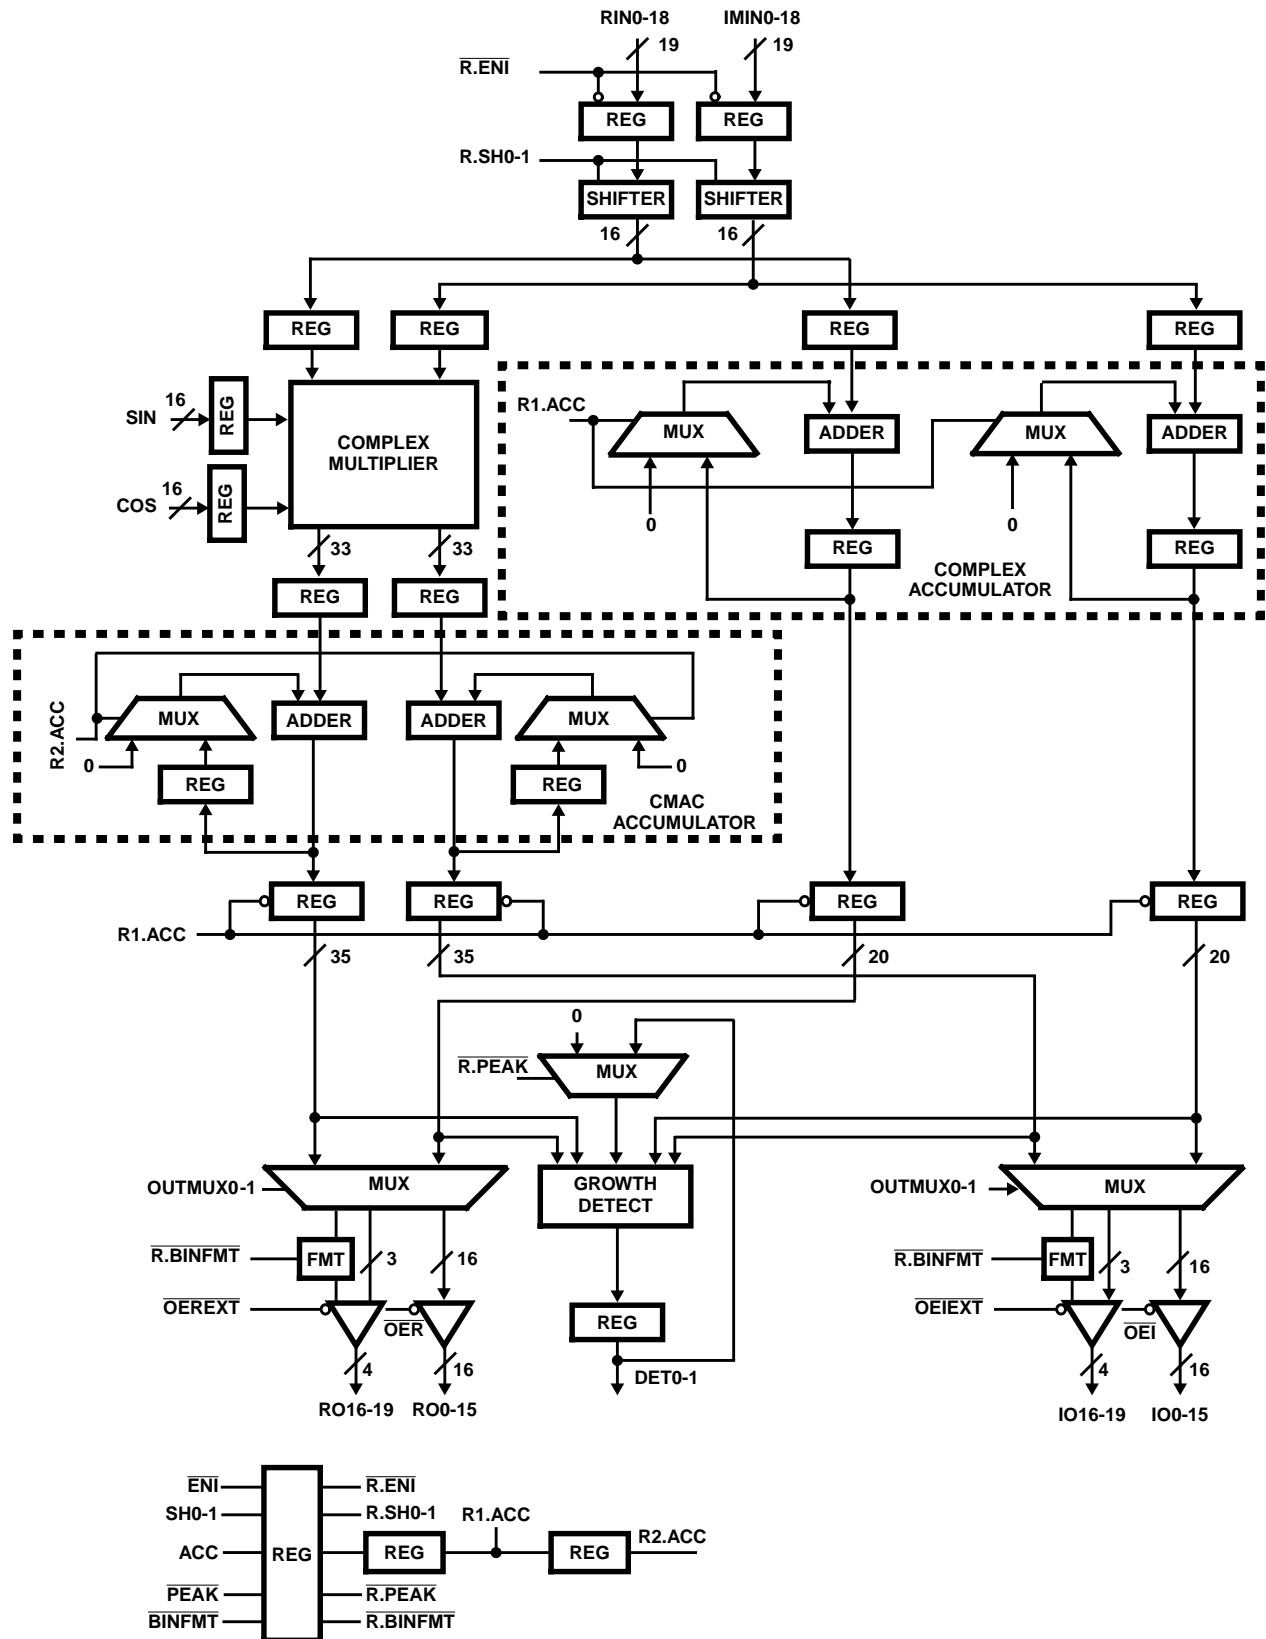 RIN0-18 IMIN0-18
19 19
R.ENI
REG REG
R.SH0-1
SHIFTER SHIFTER
16 16
REG REG REG REG
SIN 16 REG
COMPLEX
MULTIPLIER
COS 16 REG
33 33
REG REG
R1.ACC
MUX ADDER MUX ADDER
0 0
REG REG
COMPLEX
ACCUMULATOR
R2.ACC
MUX ADDER ADDER MUX
0 0
REG REG
CMAC
ACCUMULATOR
REG REG REG REG
R1.ACC
35 35 20 20
0
R.PEAK
MUX
OUTMUX0-1 MUX
GROWTH
DETECT
OUTMUX0-1 MUX
R.BINFMT FMT 3 16
R.BINFMT FMT 3 16
OEREXT OER
REG
OEIEXT OEI
4 16
DET0-1
4 16
RO16-19 RO0-15
IO16-19 IO0-15
ENI R.ENI
SH0-1 R.SH0-1
R1.ACC
ACC REG REG REG R2.ACC
PEAK R.PEAK
BINFMT R.BINFMT